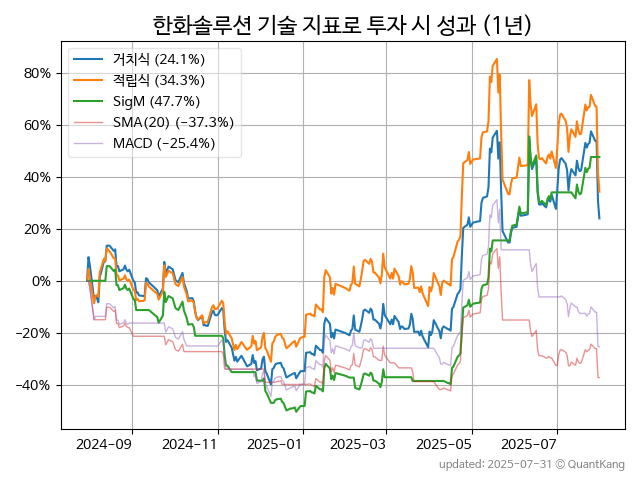 한화솔루션 기술 지표로 투자 시 성과 (1년)
거치식 (24.1%)
적립식 (34.3%)
SigM (47.7%)
SMA(20) (−37.3%)
MACD (−25.4%)
80%
60%
40%
20%
0%
−20%
−40%
2024-09 2024-11 2025-01 2025-03 2025-05 2025-07
updated: 2025-07-31 © QuantKang